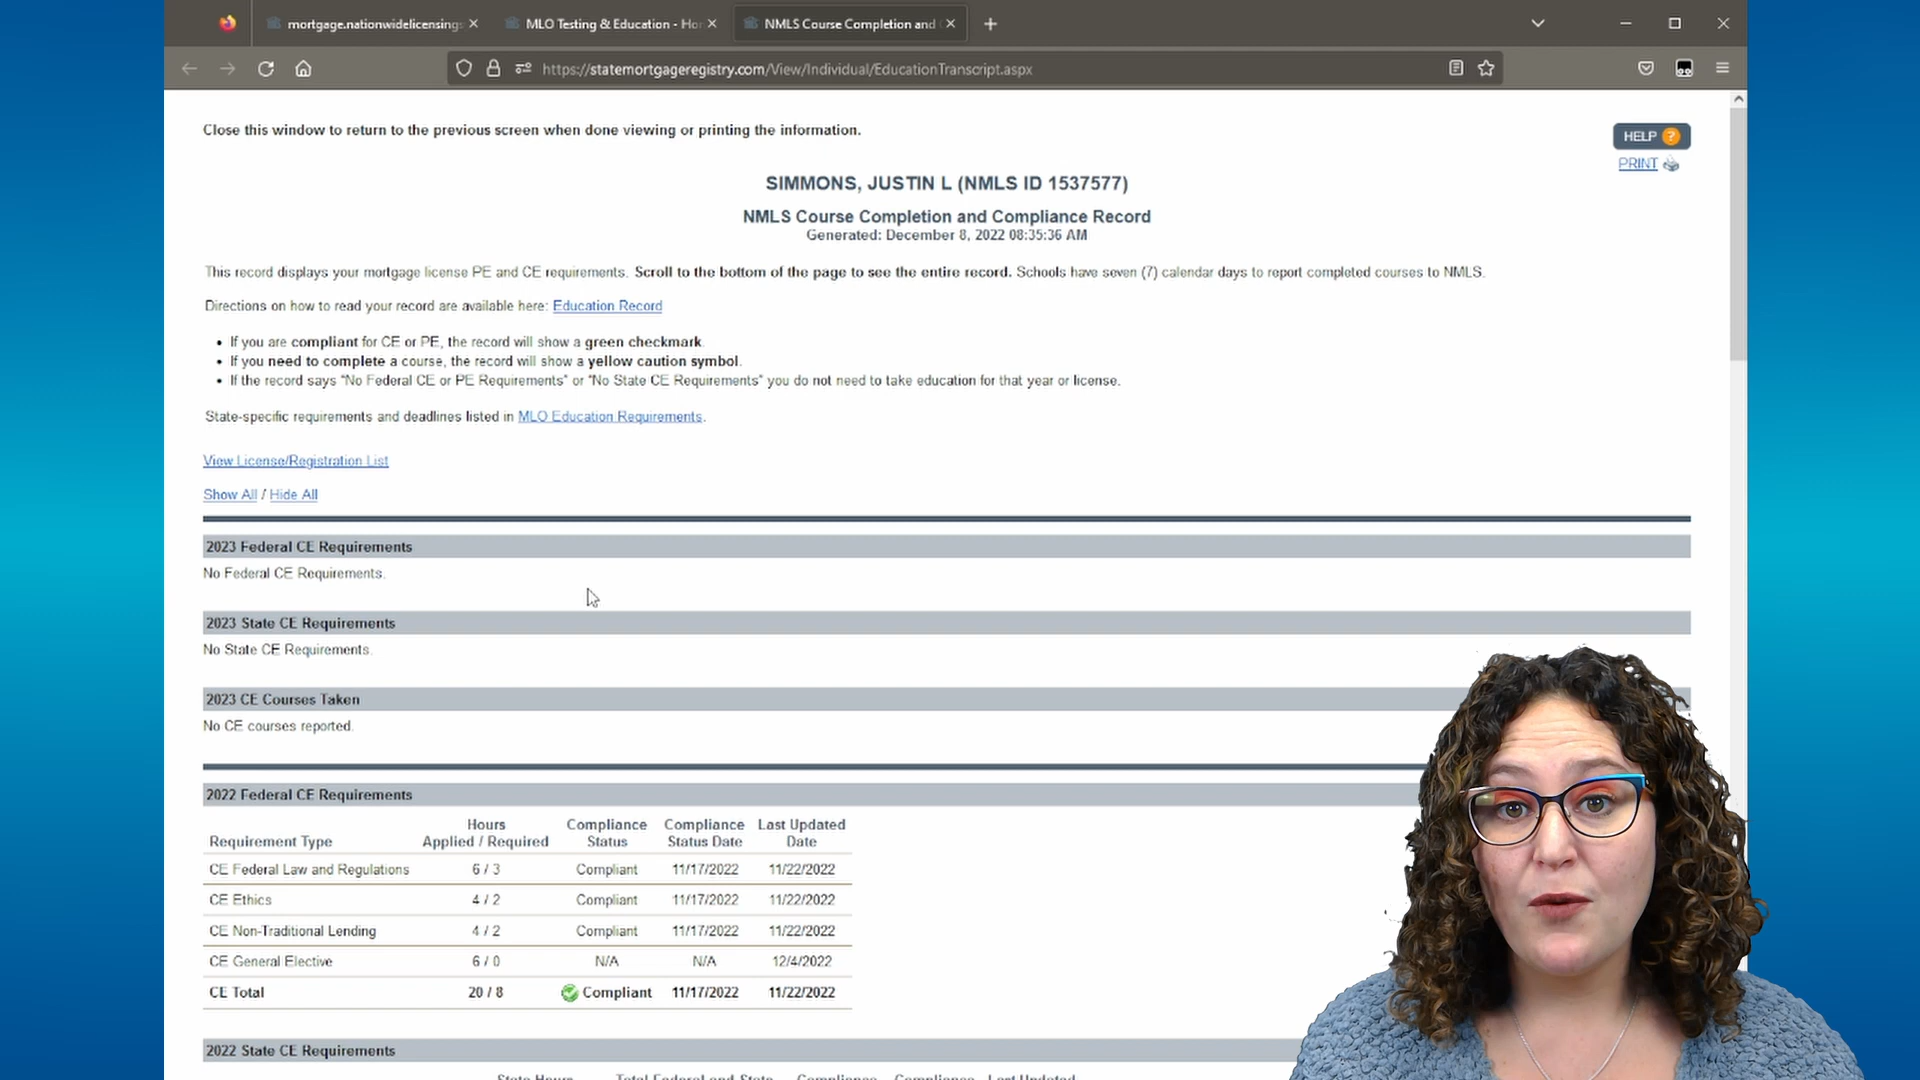 mortgage.nationwidelicensings
MLO Testing & Education - Ho
NMLS Course Completion and
https://statemortgageregistry.com/View/Individual/EducationTranscript.aspx
Close this window to return to the previous screen when done viewing or printing the information.
HELP ?
PRINT
SIMMONS, JUSTIN L (NMLS ID 1537577)
NMLS Course Completion and Compliance Record
Generated: December 8, 2022 08:35:36 AM
This record displays your mortgage license PE and CE requirements. Scroll to the bottom of the page to see the entire record. Schools have seven (7) calendar days to report completed courses to NMLS.
Directions on how to read your record are available here: Education Record
• If you are compliant for CE or PE, the record will show a green checkmark.
• If you need to complete a course, the record will show a yellow caution symbol.
• If the record says "No Federal CE or PE Requirements" or "No State CE Requirements" you do not need to take education for that year or license.
State-specific requirements and deadlines listed in MLO Education Requirements.
View License/Registration List
Show All / Hide All
2023 Federal CE Requirements
No Federal CE Requirements.
2023 State CE Requirements
No State CE Requirements.
2023 CE Courses Taken
No CE courses reported.
2022 Federal CE Requirements
Requirement Type Hours Applied / Required Compliance Status Compliance Status Date Last Updated Date
CE Federal Law and Regulations 6 / 3 Compliant 11/17/2022 11/22/2022
CE Ethics 4 / 2 Compliant 11/17/2022 11/22/2022
CE Non-Traditional Lending 4 / 2 Compliant 11/17/2022 11/22/2022
CE General Elective 6 / 0 N/A N/A 12/4/2022
CE Total 20 / 8 Compliant 11/17/2022 11/22/2022
2022 State CE Requirements
State Hours Total Federal and State Compliance Compliance Last Updated